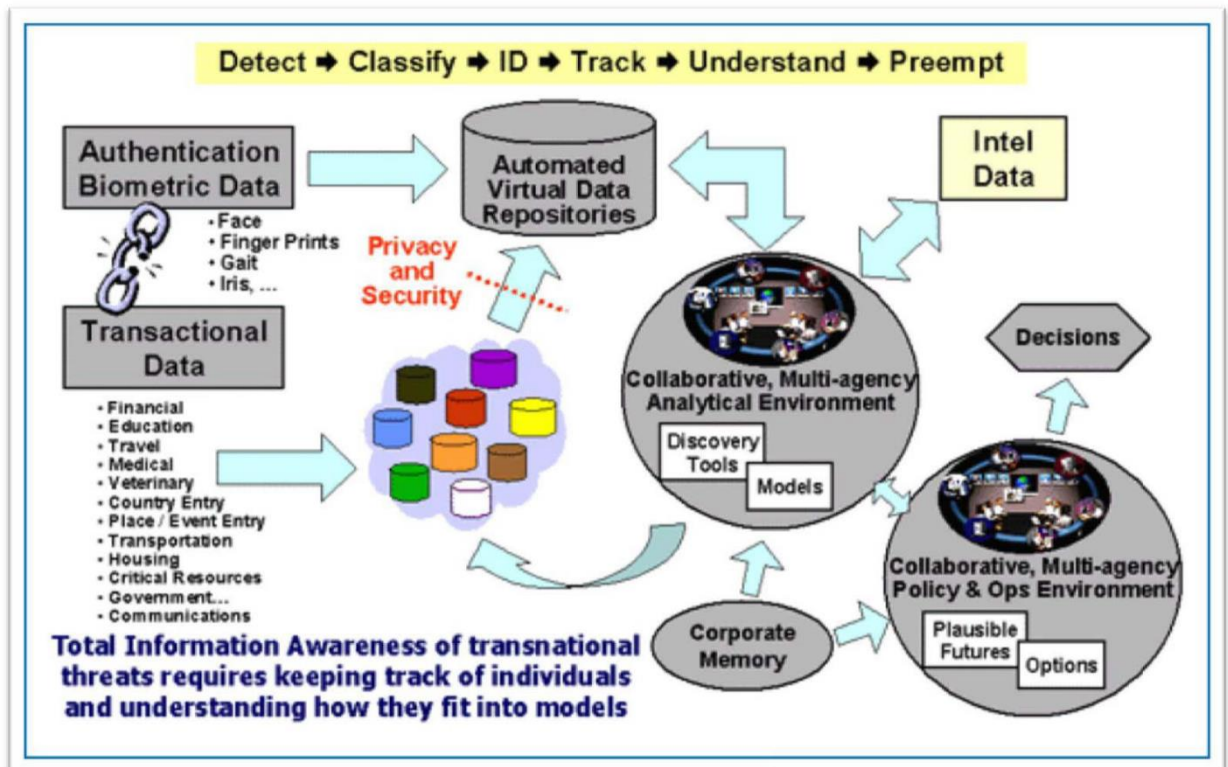 Detect ➔ Classify ➔ ID ➔ Track ➔ Understand ➔ Preempt
Authentication
Biometric Data
• Face
• Finger Prints
• Gait
• Iris, ...
Transactional
Data
• Financial
• Education
• Travel
• Medical
• Veterinary
• Country Entry
• Place / Event Entry
• Transportation
• Housing
• Critical Resources
• Government...
• Communications
Automated
Virtual Data
Repositories
Privacy
and
Security
Intel
Data
Collaborative, Multi-agency
Analytical Environment
Discovery
Tools
Models
Decisions
Collaborative, Multi-agency
Policy & Ops Environment
Plausible
Futures
Options
Corporate
Memory
Total Information Awareness of transnational
threats requires keeping track of individuals
and understanding how they fit into models